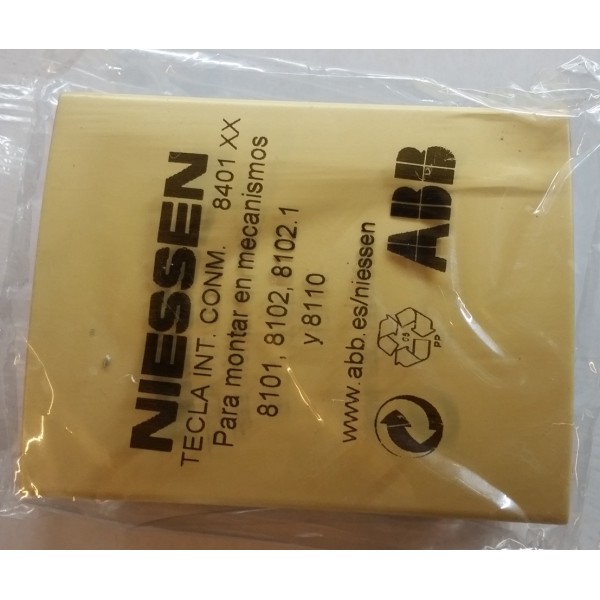 NIESSEN
TECLA INT. CONM. 8401 XX
Para montar en mecanismos
8101, 8102, 8102.1
y 8110
www.abb.es/niessen
05
PP
ABB